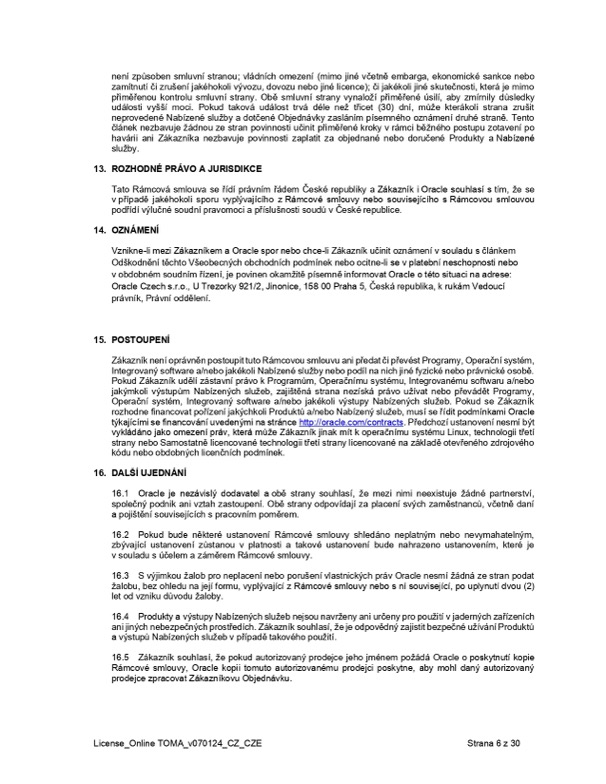 není způsoben smluvní stranou; vládních omezení (mimo jiné včetně embarga, ekonomické sankce nebo
zamítnutí či zrušení jakéhokoli vývozu, dovozu nebo jiné licence); či jakékoli jiné skutečnosti, která je mimo
přiměřenou kontrolu smluvní strany. Obě smluvní strany vynaloží přiměřené úsilí, aby zmírnily důsledky
události vyšší moci. Pokud taková událost trvá déle než třicet (30) dní, může kterákoli strana zrušit
neprovedené Nabízené služby a dotčené Objednávky zasláním písemného oznámení druhé straně. Tento
článek nezbavuje žádnou ze stran povinnosti učinit přiměřené kroky v rámci běžného postupu zotavení po
havárii ani Zákazníka nezbavuje povinnosti zaplatit za objednané nebo doručené Produkty a Nabízené
služby.
13. ROZHODNÉ PRÁVO A JURISDIKCE
Tato Rámcová smlouva se řídí právním řádem České republiky a Zákazník i Oracle souhlasí s tím, že se
v případě jakéhokoli sporu vyplývajícího z Rámcové smlouvy nebo souvisejícího s Rámcovou smlouvou
podřídí výlučné soudní pravomoci a příslušnosti soudů v České republice.
14. OZNÁMENÍ
Vznikne-li mezi Zákazníkem a Oracle spor nebo chce-li Zákazník učinit oznámení v souladu s článkem
Odškodnění těchto Všeobecných obchodních podmínek nebo ocitne-li se v platební neschopnosti nebo
v obdobném soudním řízení, je povinen okamžitě písemně informovat Oracle o této situaci na adrese:
Oracle Czech s.r.o., U Trezorky 921/2, Jinonice, 158 00 Praha 5, Česká republika, k rukám Vedoucí
právník, Právní oddělení.
15. POSTOUPENÍ
Zákazník není oprávněn postoupit tuto Rámcovou smlouvu ani předat či převést Programy, Operační systém,
Integrovaný software a/nebo jakékoli Nabízené služby nebo podíl na nich jiné fyzické nebo právnické osobě.
Pokud Zákazník udělí zástavní právo k Programům, Operačnímu systému, Integrovanému softwaru a/nebo
jakýmkoli výstupům Nabízených služeb, zajištěná strana nezíská právo užívat nebo převádět Programy,
Operační systém, Integrovaný software a/nebo jakékoli výstupy Nabízených služeb. Pokud se Zákazník
rozhodne financovat pořízení jakýchkoli Produktů a/nebo Nabízený služeb, musí se řídit podmínkami Oracle
týkajícími se financování uvedenými na stránce http://oracle.com/contracts. Předchozí ustanovení nesmí být
vykládáno jako omezení práv, která může Zákazník jinak mít k operačnímu systému Linux, technologii třetí
strany nebo Samostatně licencované technologii třetí strany licencované na základě otevřeného zdrojového
kódu nebo obdobných licenčních podmínek.
16. DALŠÍ UJEDNÁNÍ
16.1 Oracle je nezávislý dodavatel a obě strany souhlasí, že mezi nimi neexistuje žádné partnerství,
společný podnik ani vztah zastoupení. Obě strany odpovídají za placení svých zaměstnanců, včetně daní
a pojištění souvisejících s pracovním poměrem.
16.2 Pokud bude některé ustanovení Rámcové smlouvy shledáno neplatným nebo nevymahatelným,
zbývající ustanovení zůstanou v platnosti a takové ustanovení bude nahrazeno ustanovením, které je
v souladu s účelem a záměrem Rámcové smlouvy.
16.3 S výjimkou žalob pro neplacení nebo porušení vlastnických práv Oracle nesmí žádná ze stran podat
žalobu, bez ohledu na její formu, vyplývající z Rámcové smlouvy nebo s ní související, po uplynutí dvou (2)
let od vzniku důvodu žaloby.
16.4 Produkty a výstupy Nabízených služeb nejsou navrženy ani určeny pro použití v jaderných zařízeních
ani jiných nebezpečných prostředích. Zákazník souhlasí, že je odpovědný zajistit bezpečné užívání Produktů
a výstupů Nabízených služeb v případě takového použití.
16.5 Zákazník souhlasí, že pokud autorizovaný prodejce jeho jménem požádá Oracle o poskytnutí kopie
Rámcové smlouvy, Oracle kopii tomuto autorizovanému prodejci poskytne, aby mohl daný autorizovaný
prodejce zpracovat Zákazníkovu Objednávku.
License_Online TOMA_v070124_CZ_CZE
Strana 6 z 30